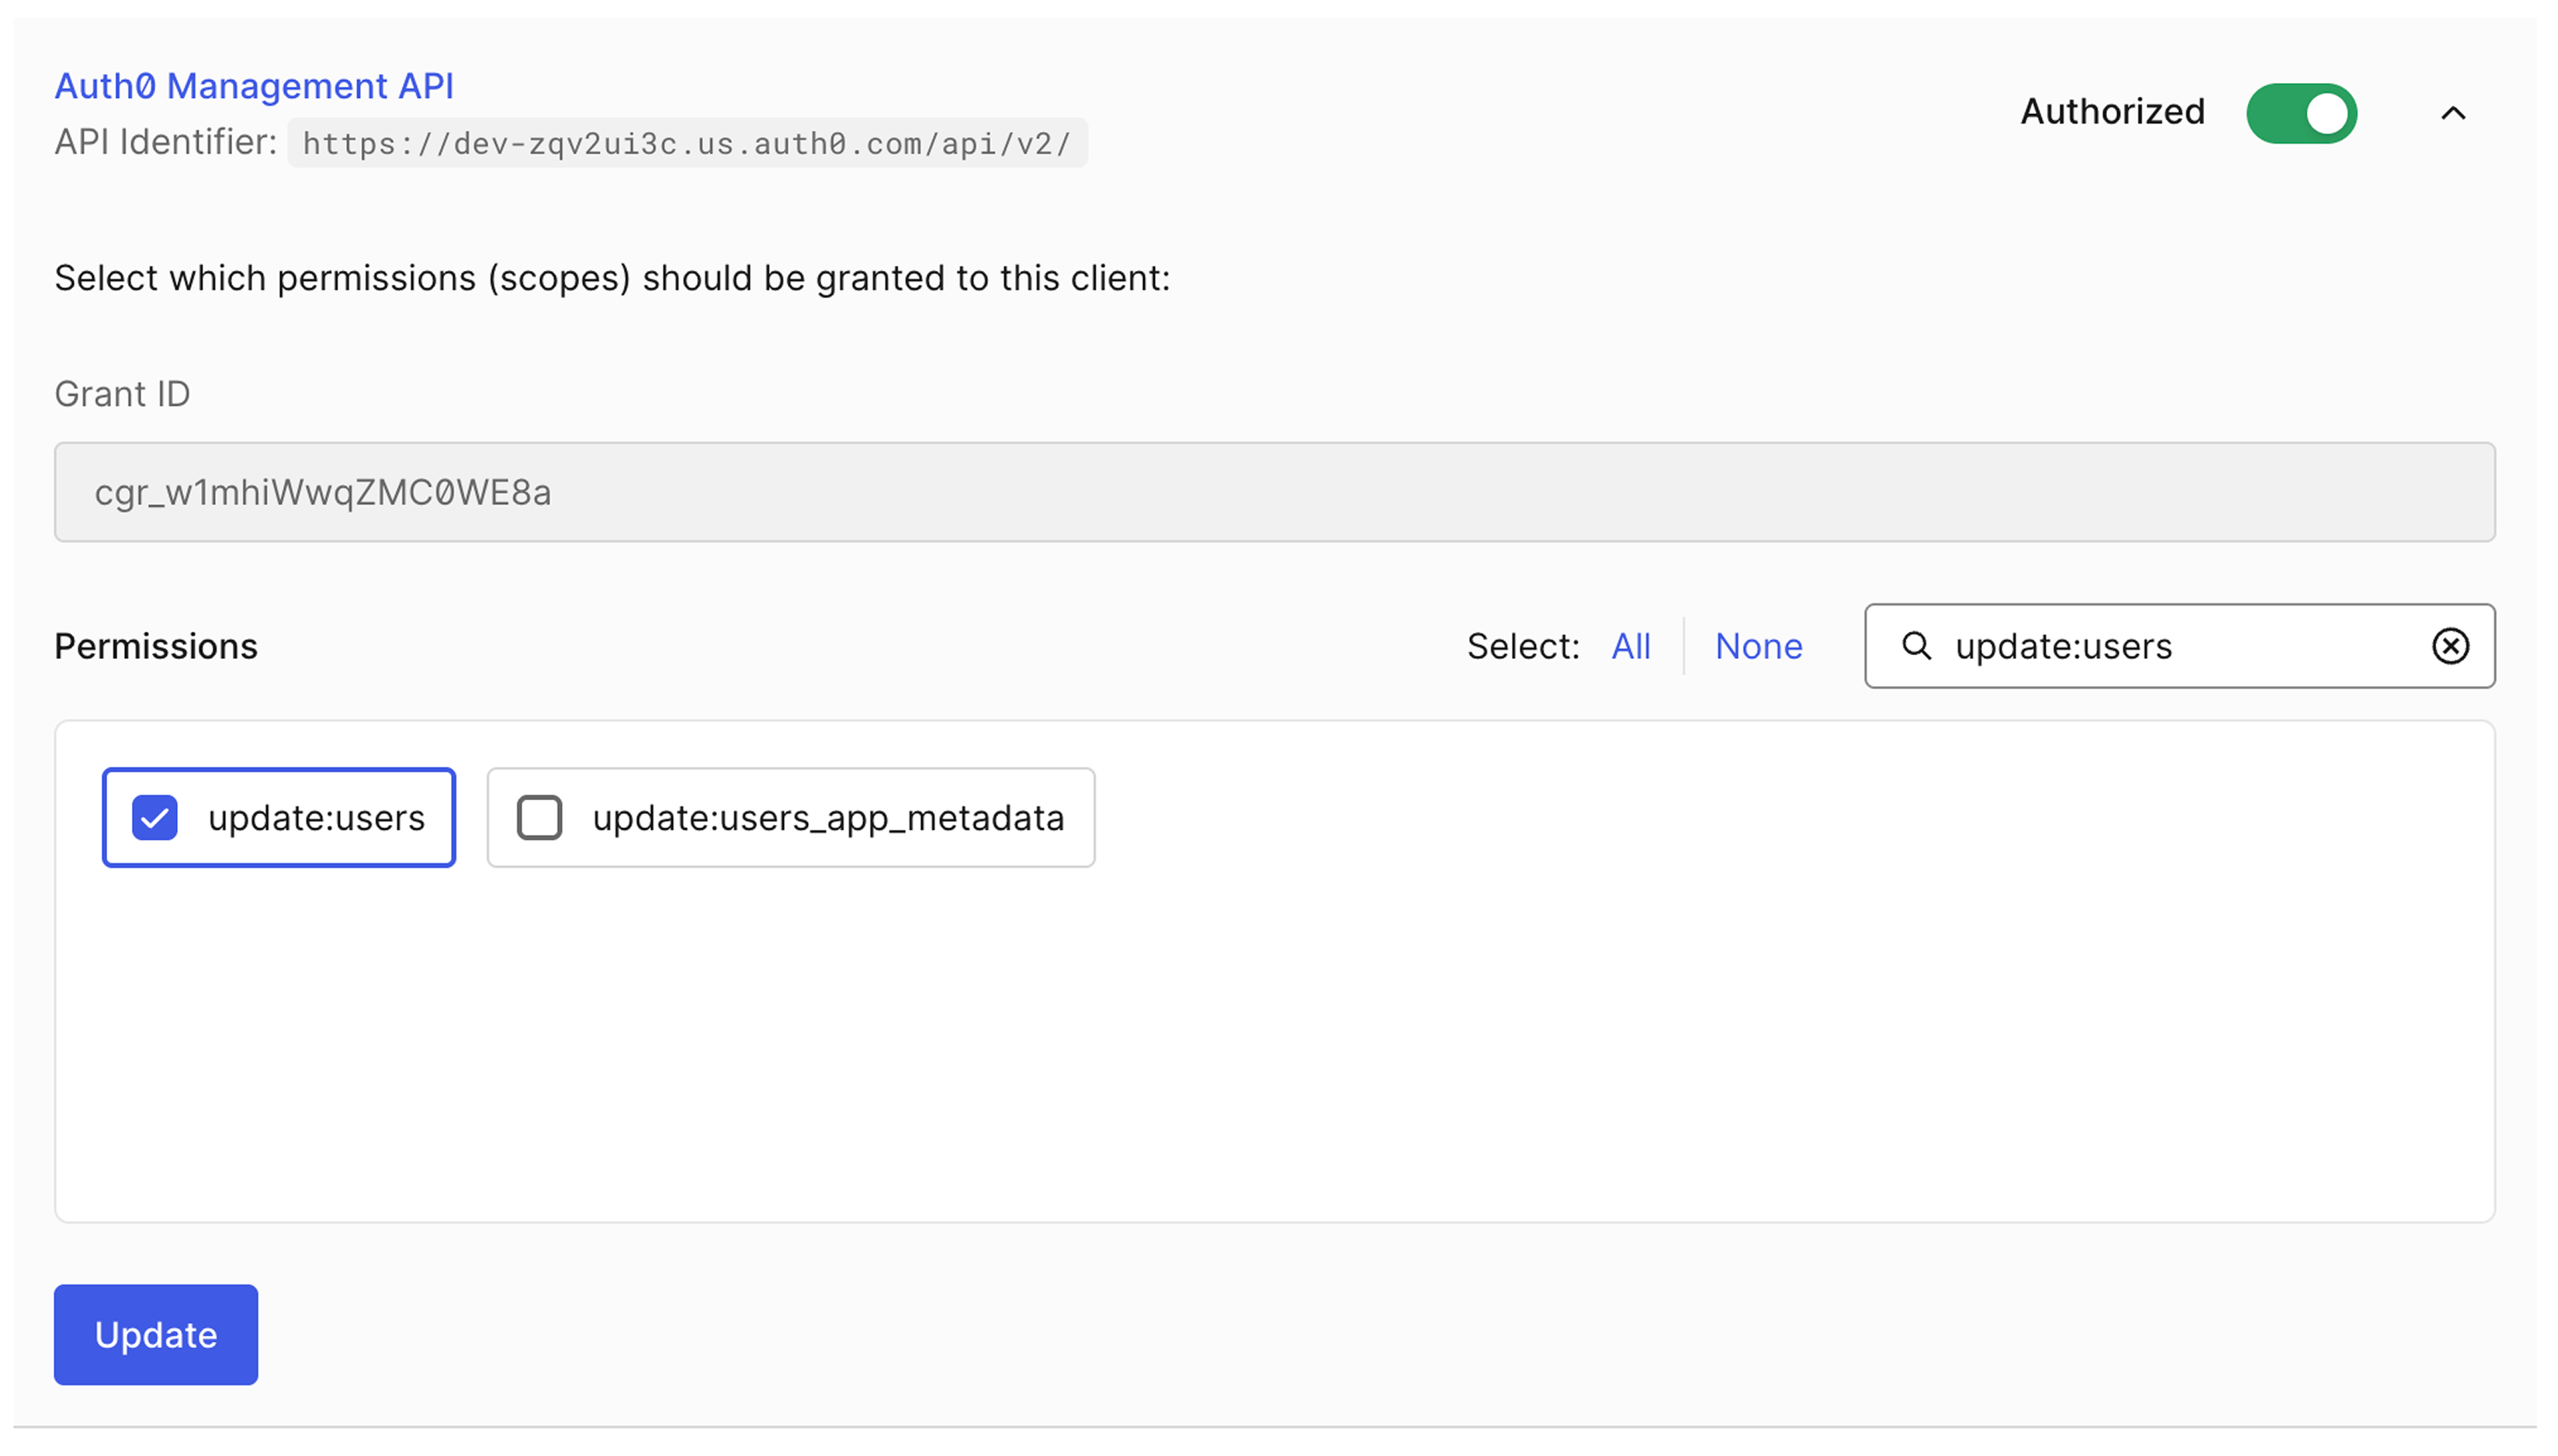 Auth0 Management API
API Identifier: https://dev-zqv2ui3c.us.auth0.com/api/v2/
Authorized
Select which permissions (scopes) should be granted to this client:
Grant ID
cgr_w1mhiWwqZMC0WE8a
Permissions
Select: All None
update:users
update:users
update:users_app_metadata
Update